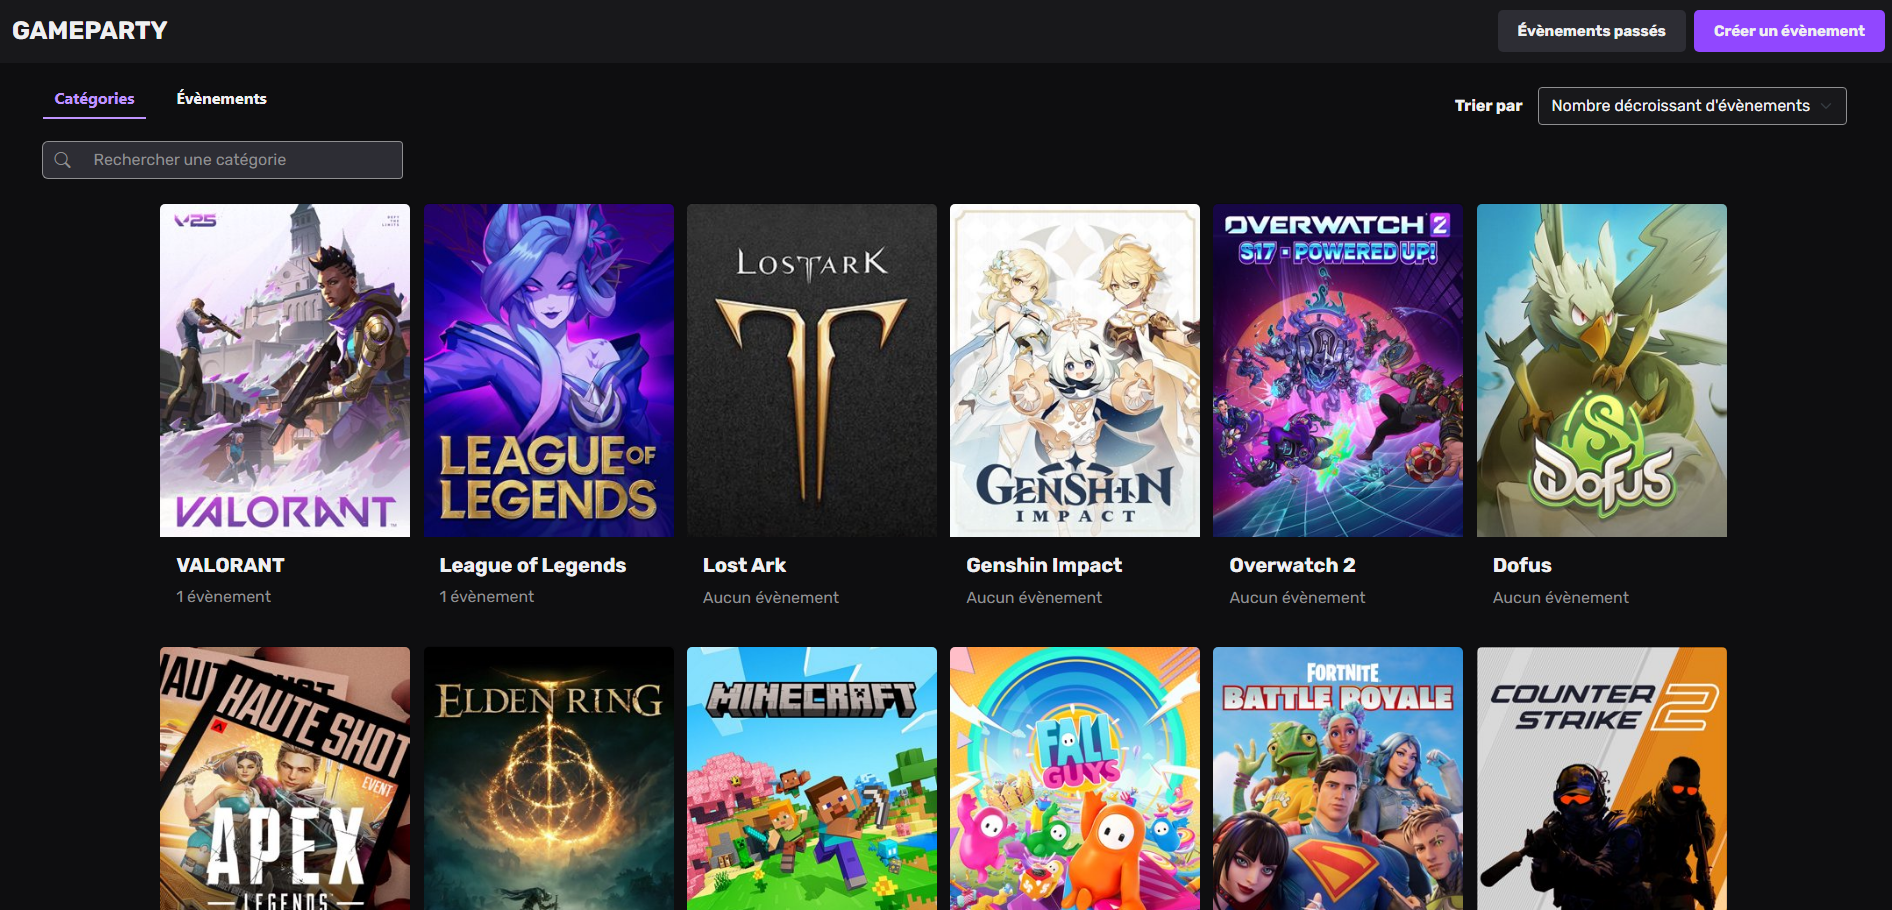 GAMEPARTY
Évènements passés
Créer un évènement
Catégories
Évènements
Trier par
Nombre décroissant d'évènements
Rechercher une catégorie
V25
VALORANT
LEAGUE OF
LEGENDS
LOST ARK
GENSHIN
IMPACT
OVERWATCH 2
S17 - POWERED UP!
DOFUS
VALORANT
1 évènement
League of Legends
1 évènement
Lost Ark
Aucun évènement
Genshin Impact
Aucun évènement
Overwatch 2
Aucun évènement
Dofus
Aucun évènement
HAUTE SHOT
EVENT
APEX
LEGENDS
ELDEN RING
MINECRAFT
FALL
GUYS
FORTNITE
BATTLE ROYALE
COUNTER
STRIKE 2